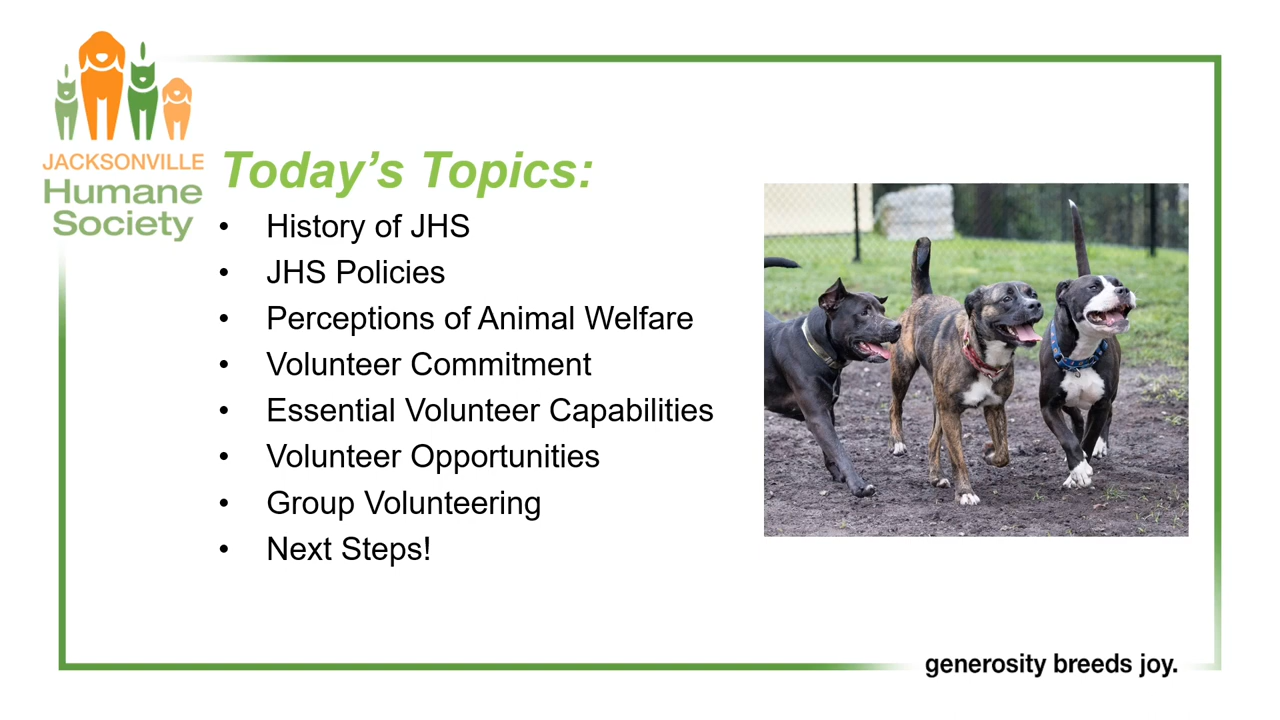 JACKSONVILLE
Humane
Society
Today’s Topics:
• History of JHS
• JHS Policies
• Perceptions of Animal Welfare
• Volunteer Commitment
• Essential Volunteer Capabilities
• Volunteer Opportunities
• Group Volunteering
• Next Steps!
generosity breeds joy.